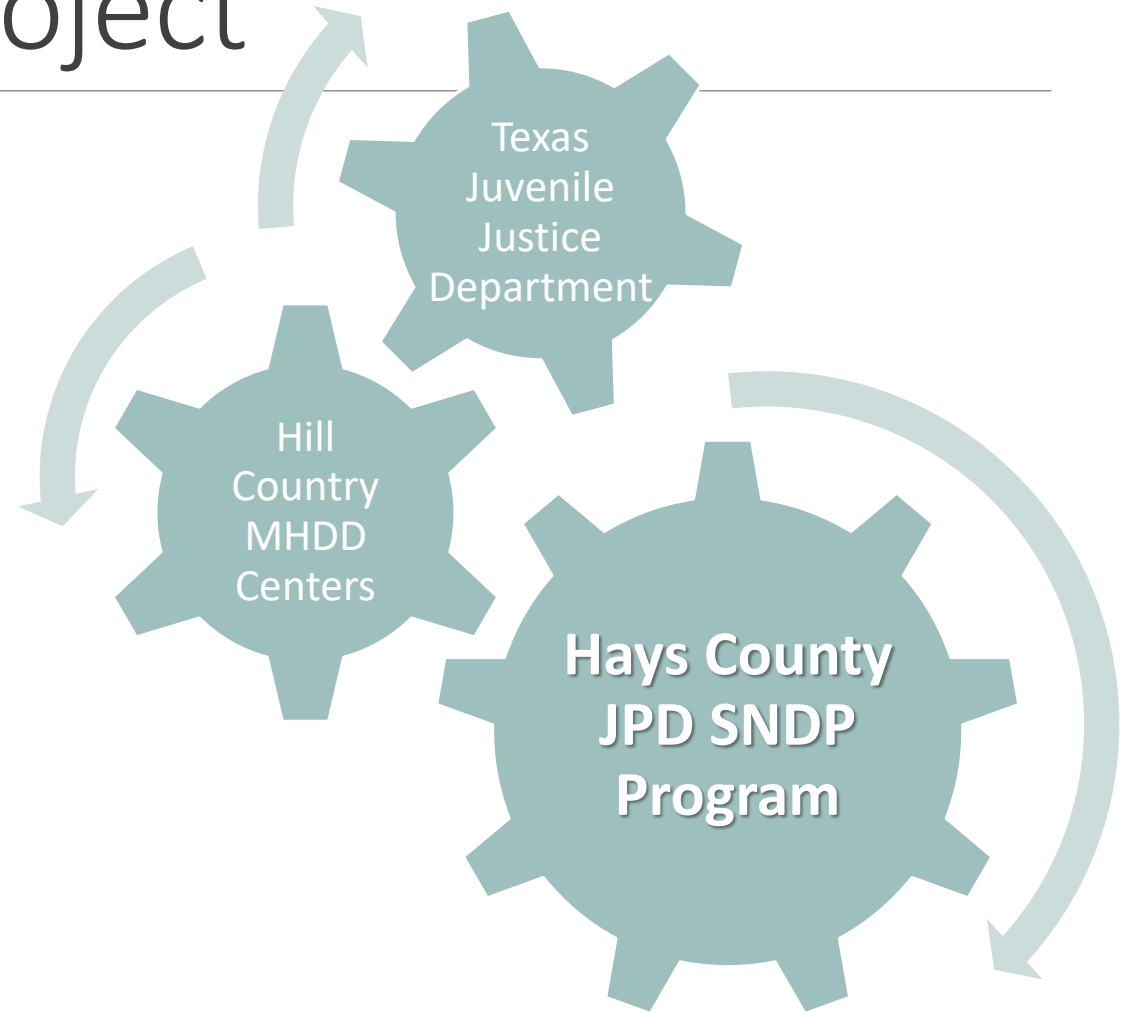 oject
Texas
Juvenile
Justice
Department
Hill
Country
MHDD
Centers
Hays County
JPD SNDP
Program